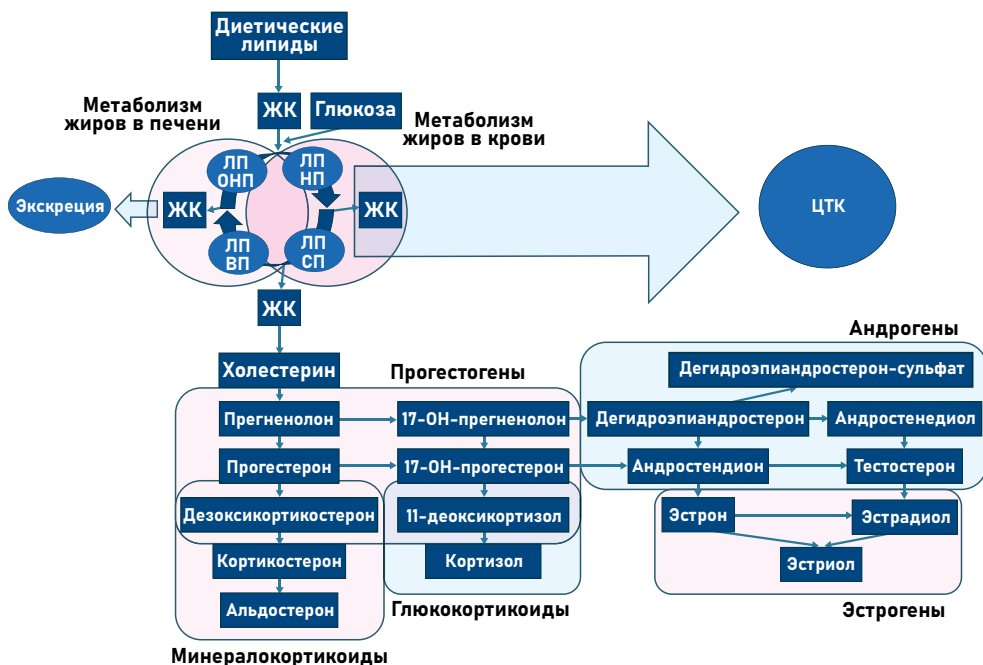 Диетические
липиды
ЖК
Глюкоза
Метаболизм
жиров в печени
Метаболизм
жиров в крови
ЛП
ОНП
ЛП
НП
Экскреция
ЖК
ЖК
ЦТК
ЛП
ВП
ЛП
СП
ЖК
Холестерин
Прогестогены
Андрогены
Дегидроэпиандростерон-сульфат
Прегненолон
17-ОН-прегненолон
Дегидроэпиандростерон
Андростенедиол
Прогестерон
17-ОН-прогестерон
Андростендион
Тестостерон
Дезоксикортикостерон
11-деоксикортизол
Эстрон
Эстрадиол
Кортикостерон
Кортизол
Эстриол
Альдостерон
Глюкокортикоиды
Эстрогены
Минералокортикоиды